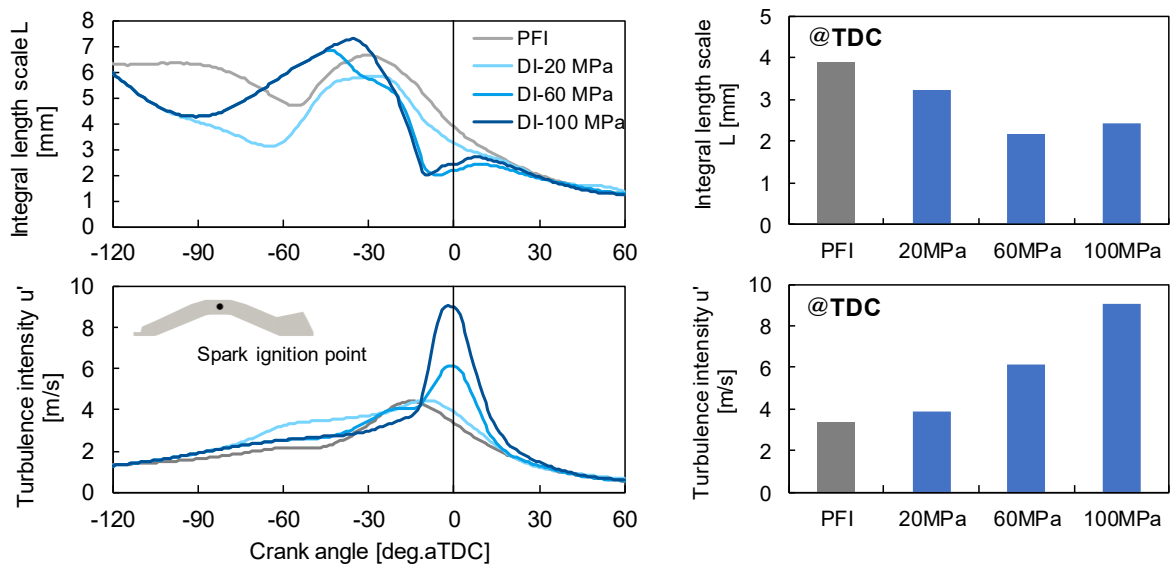 Integral length scale L
[mm]
8
7
6
5
4
3
2
1
0
-120
-90
-60
-30
0
30
60
PFI
DI-20 MPa
DI-60 MPa
DI-100 MPa
Integral length scale
L [mm]
5
4
3
2
1
0
@TDC
PFI
20MPa
60MPa
100MPa
Turbulence intensity u'
[m/s]
10
8
6
4
2
0
Spark ignition point
-120
-90
-60
-30
0
30
60
Crank angle [deg.aTDC]
Turbulence intensity u'
[m/s]
10
8
6
4
2
0
@TDC
PFI
20MPa
60MPa
100MPa